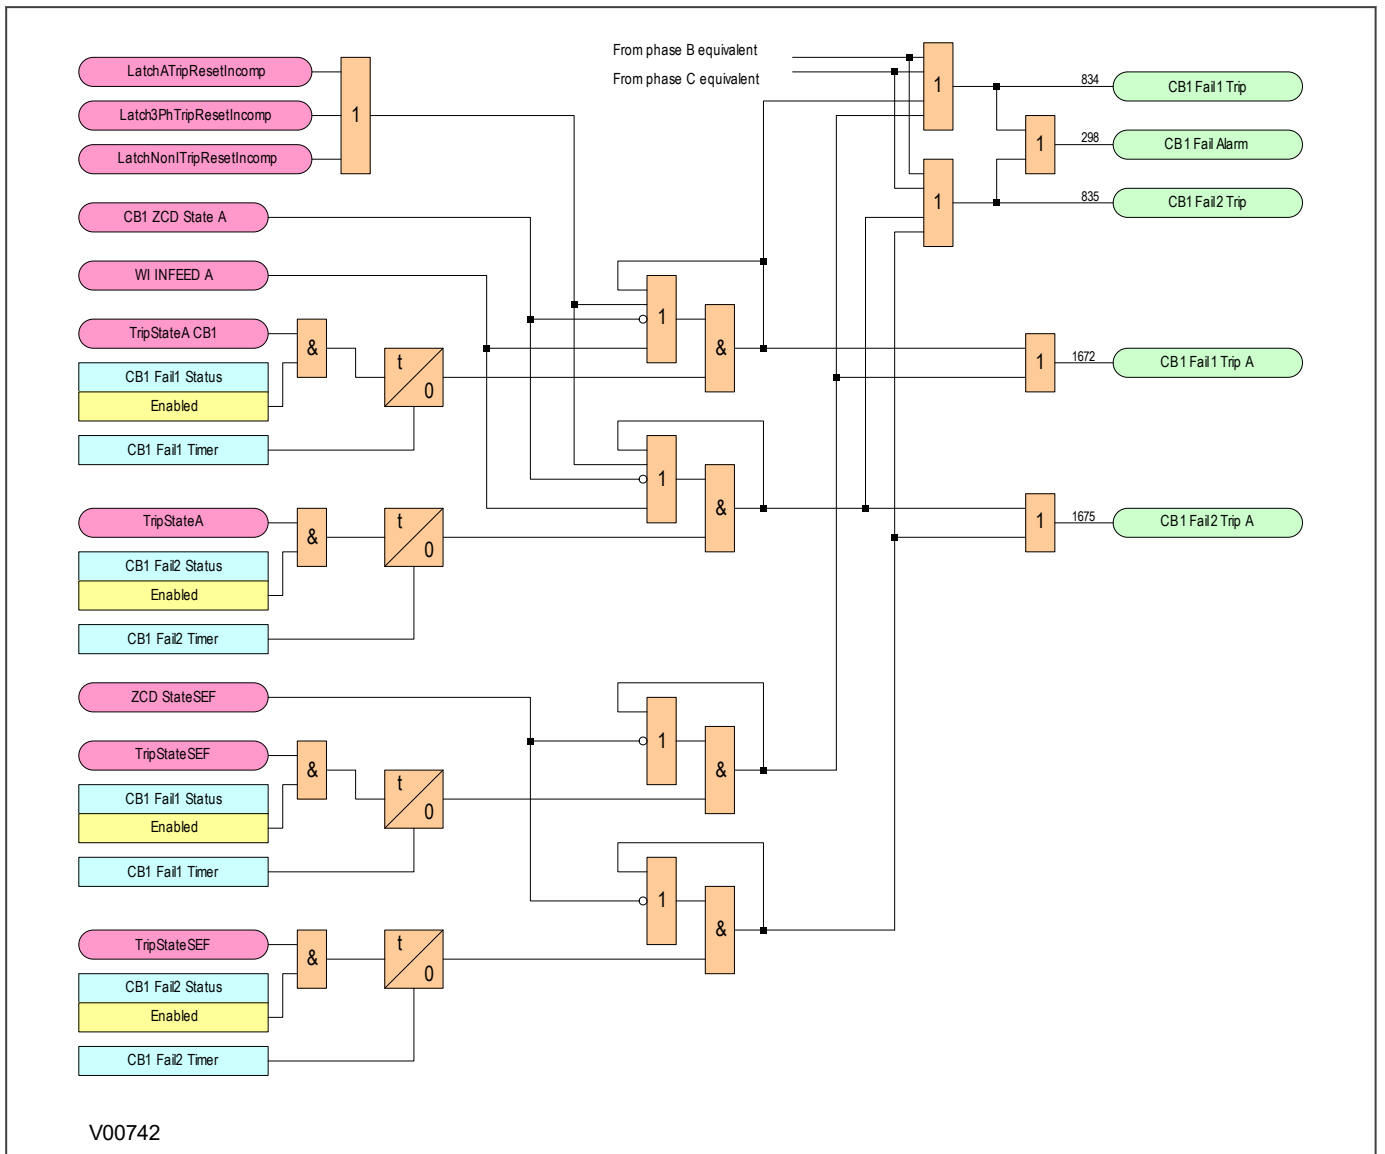 From phase B equivalent
LatchATripResetIncomp
From phase C equivalent
1
834
CB1 Fail1 Trip
Latch3PhTripResetIncomp
1
1
298
CB1 Fail Alarm
LatchNonITripResetIncomp
1
835
CB1 Fail2 Trip
CB1 ZCD State A
WI INFEED A
1
TripStateA CB1
&
&
1
1672
CB1 Fail1 Trip A
t
0
CB1 Fail1 Status
Enabled
CB1 Fail1 Timer
1
&
TripStateA
&
t
0
1
1675
CB1 Fail2 Trip A
CB1 Fail2 Status
Enabled
CB1 Fail2 Timer
ZCD StateSEF
1
TripStateSEF
&
&
t
0
CB1 Fail1 Status
Enabled
CB1 Fail1 Timer
1
&
TripStateSEF
&
t
0
CB1 Fail2 Status
Enabled
CB1 Fail2 Timer
V00742